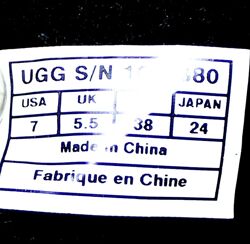 UGG S/N
USA UK JAPAN
7 5.5 38 24
Made in China
Fabrique en Chine